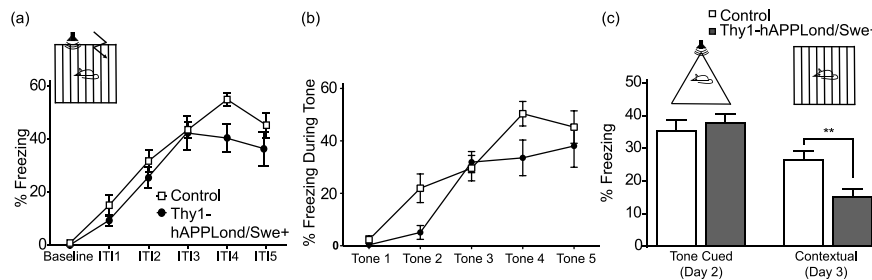 (a)
% Freezing
60
40
20
0
Control
Thy1-
hAPPLond/Swe+
Baseline ITI1 ITI2 ITI3 ITI4 ITI5
(b)
% Freezing During Tone
60
40
20
0
Tone 1 Tone 2 Tone 3 Tone 4 Tone 5
(c)
Control
Thy1-hAPPLond/Swe+
% Freezing
50
40
30
20
10
0
**
Tone Cued Contextual
(Day 2) (Day 3)